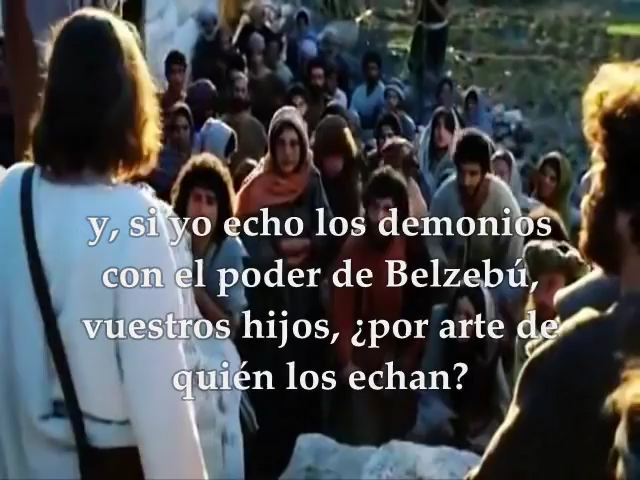 y, si yo echo los demonios
con el poder de Belzebú,
vuestros hijos, ¿por arte de
quién los echan?